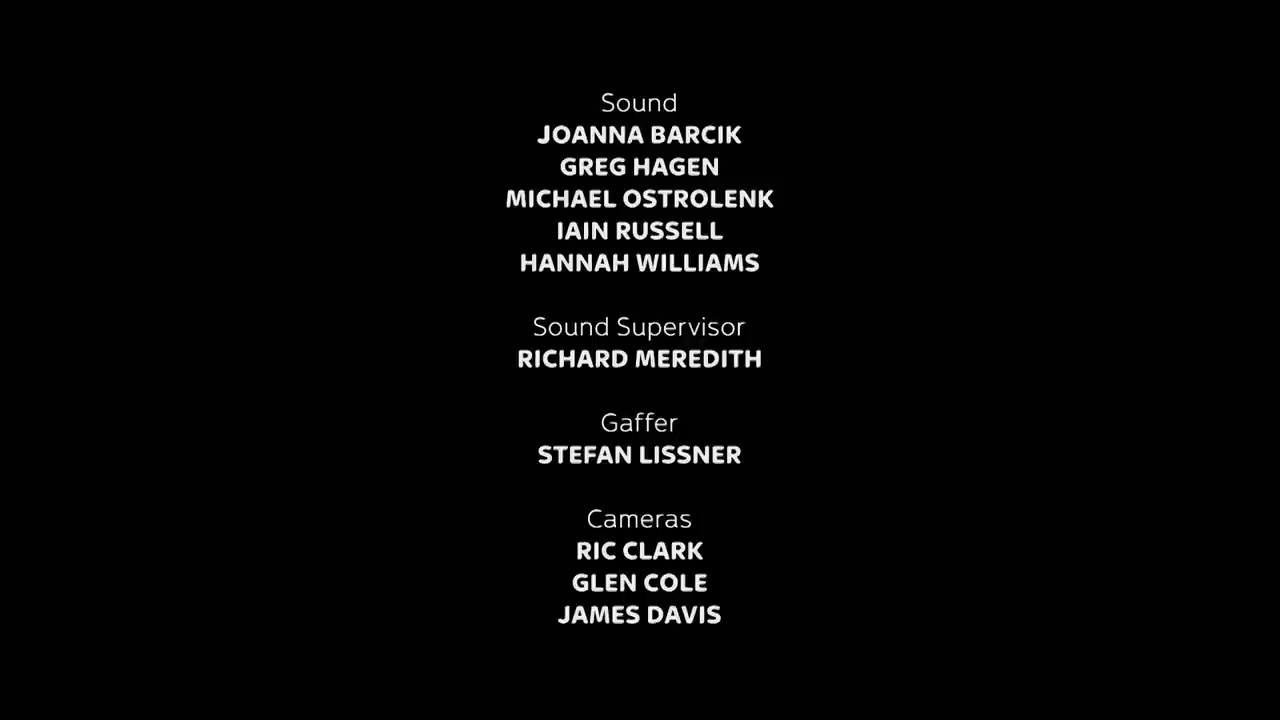 Sound
JOANNA BARCIK
GREG HAGEN
MICHAEL OSTROLENK
IAIN RUSSELL
HANNAH WILLIAMS
Sound Supervisor
RICHARD MEREDITH
Gaffer
STEFAN LISSNER
Cameras
RIC CLARK
GLEN COLE
JAMES DAVIS